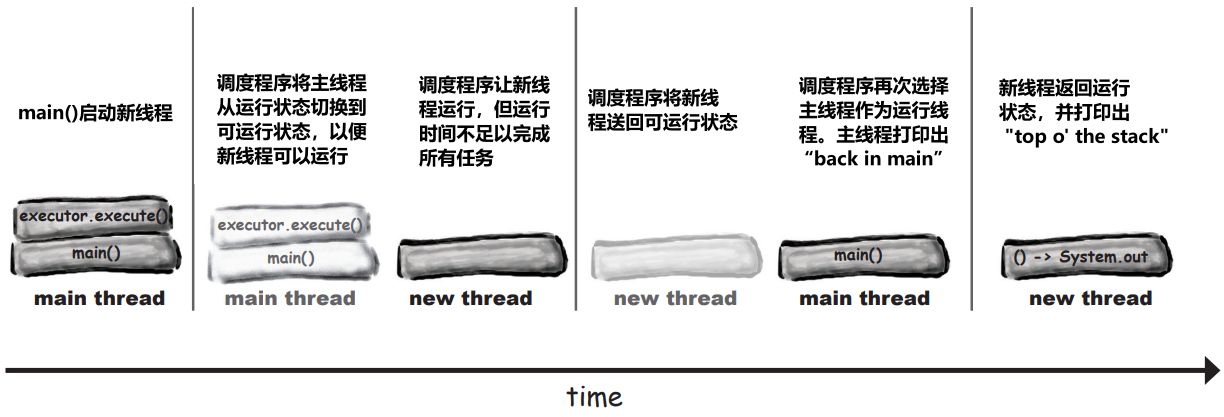 main()启动新线程
调度程序将主线程
从运行状态切换到
可运行状态，以便
新线程可以运行
调度程序让新线
程运行，但运行
时间不足以完成
所有任务
调度程序将新线
程送回可运行状态
调度程序再次选择
主线程作为运行线
程。主线程打印出
“back in main”
新线程返回运行
状态，并打印出
"top o' the stack"
executor.execute()
main()
main thread
executor.execute()
main()
main thread
new thread
new thread
main()
main thread
() -> System.out
new thread
time